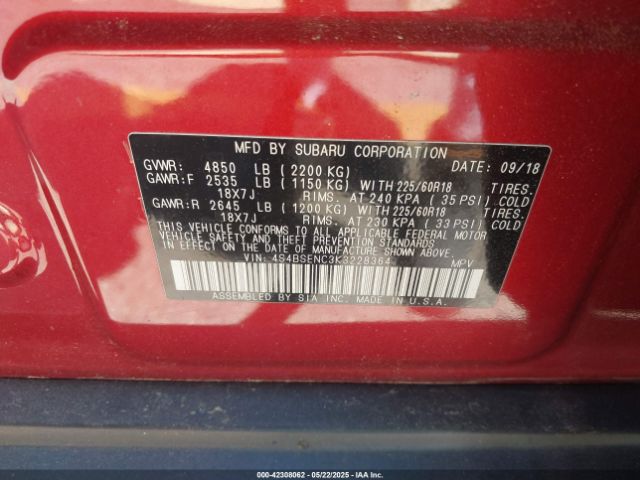 MFD BY SUBARU CORPORATION DATE: 09/18
GVWR: 4850 LB (2200 KG)
GAWR:F 2535 LB (1150 KG) WITH 225/60R18 TIRES.
18X7J RIMS. AT 240 KPA (35 PSI) COLD
GAWR:R 2645 LB (1200 KG) WITH 225/60R18 TIRES.
18X7J RIMS. AT 230 KPA (33 PSI) COLD
THIS VEHICLE CONFORMS TO ALL APPLICABLE FEDERAL MOTOR
VEHICLE SAFETY AND THEFT PREVENTION STANDARDS IN EFFECT
ON THE DATE OF MANUFACTURE SHOWN ABOVE.
VIN: 4S4BSENC3K3228364 MPV
ASSEMBLED BY SIA INC. MADE IN U.S.A.
000-42308062 - 05/22/2025 - IAAI.COM